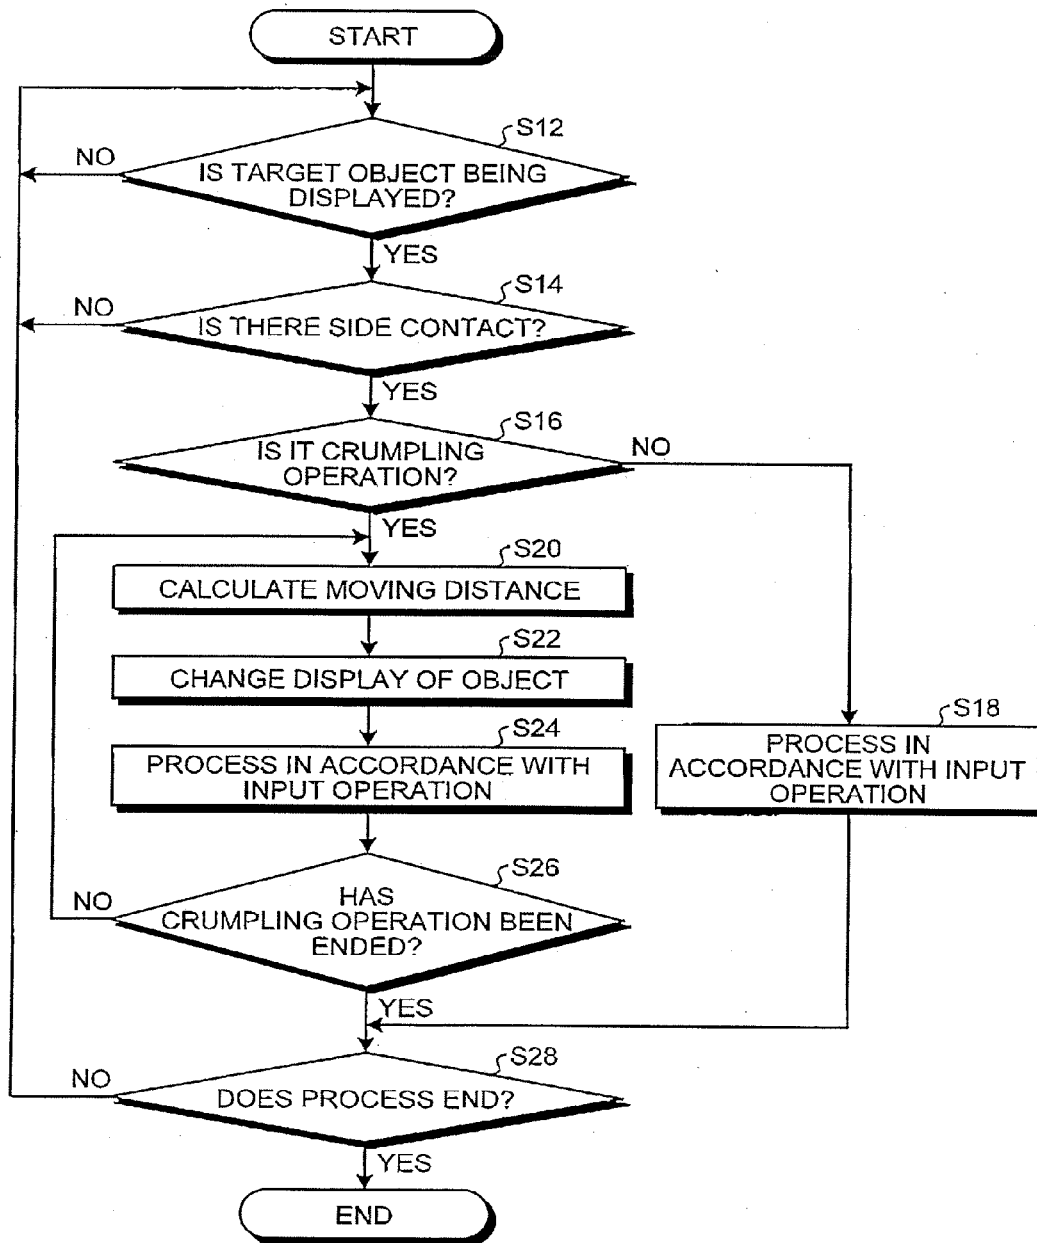 START
S12
NO
IS TARGET OBJECT BEING
DISPLAYED?
YES
S14
NO
IS THERE SIDE CONTACT?
YES
S16
IS IT CRUMPLING
OPERATION?
NO
YES
S20
CALCULATE MOVING DISTANCE
S22
CHANGE DISPLAY OF OBJECT
S24
PROCESS IN ACCORDANCE WITH
INPUT OPERATION
S18
PROCESS IN
ACCORDANCE WITH INPUT
OPERATION
S26
NO
HAS
CRUMPLING OPERATION BEEN
ENDED?
YES
S28
NO
DOES PROCESS END?
YES
END